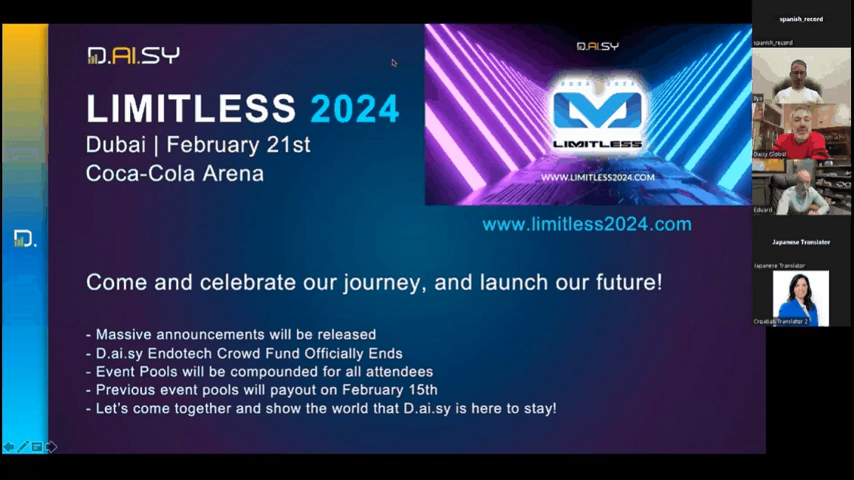 D.AI.SY
LIMITLESS 2024
Dubai | February 21st
Coca-Cola Arena
D.AI.SY
LIMITLESS
WWW.LIMITLESS2024.COM
www.limitless2024.com
D.
Come and celebrate our journey, and launch our future!
- Massive announcements will be released
- D.ai.sy Endotech Crowd Fund Officially Ends
- Event Pools will be compounded for all attendees
- Previous event pools will payout on February 15th
- Let's come together and show the world that D.ai.sy is here to stay!
spanish_record
spanish_record
Ilya
Daisy Global
Eduard
Japanese Translator
Japanese Translator
Croatian Translator 2